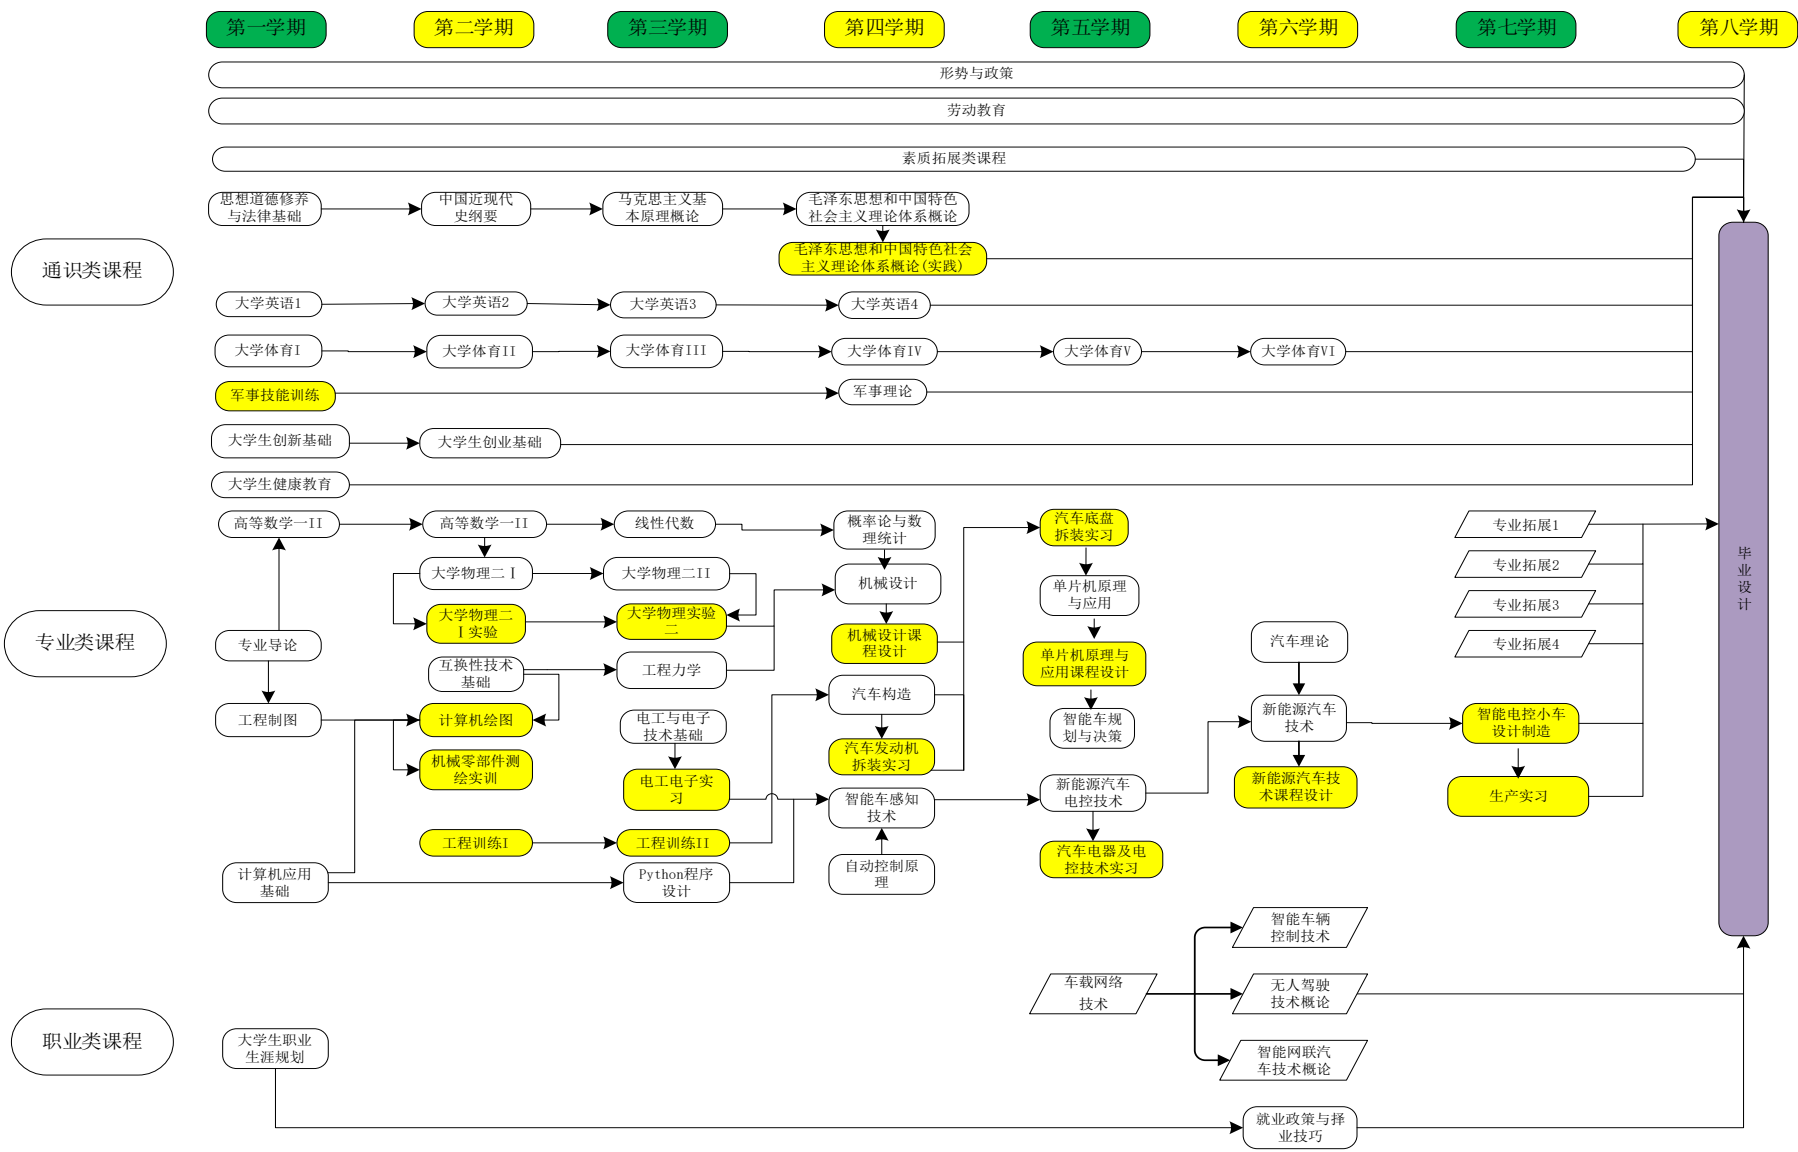 第一学期
第二学期
第三学期
第四学期
第五学期
第六学期
第七学期
第八学期
形势与政策
劳动教育
素质拓展类课程
通识类课程
思想道德修养
与法律基础
中国近现代
史纲要
马克思主义基
本原理概论
毛泽东思想和中国特色
社会主义理论体系概论
毛泽东思想和中国特色社会
主义理论体系概论(实践)
大学英语1
大学英语2
大学英语3
大学英语4
大学体育I
大学体育II
大学体育III
大学体育IV
大学体育V
大学体育VI
军事技能训练
军事理论
大学生创新基础
大学生创业基础
大学生健康教育
专业类课程
高等数学一II
高等数学一II
线性代数
概率论与数
理统计
汽车底盘
拆装实习
专业拓展1
大学物理二Ⅰ
大学物理二II
机械设计
单片机原理
与应用
专业拓展2
大学物理二
Ⅰ实验
大学物理实验
二
机械设计课
程设计
专业拓展3
专业导论
互换性技术
基础
工程力学
单片机原理与
应用课程设计
汽车理论
专业拓展4
工程制图
计算机绘图
电工与电子
技术基础
汽车构造
智能车规
划与决策
新能源汽车
技术
智能电控小车
设计制造
机械零部件测
绘实训
电工电子实
习
汽车发动机
拆装实习
新能源汽车
电控技术
新能源汽车技
术课程设计
生产实习
智能车感知
技术
工程训练I
工程训练II
汽车电器及电
控技术实习
计算机应用
基础
Python程序
设计
自动控制原
理
毕
业
设
计
职业类课程
智能车辆
控制技术
车载网络
技术
无人驾驶
技术概论
智能网联汽
车技术概论
大学生职业
生涯规划
就业政策与择
业技巧